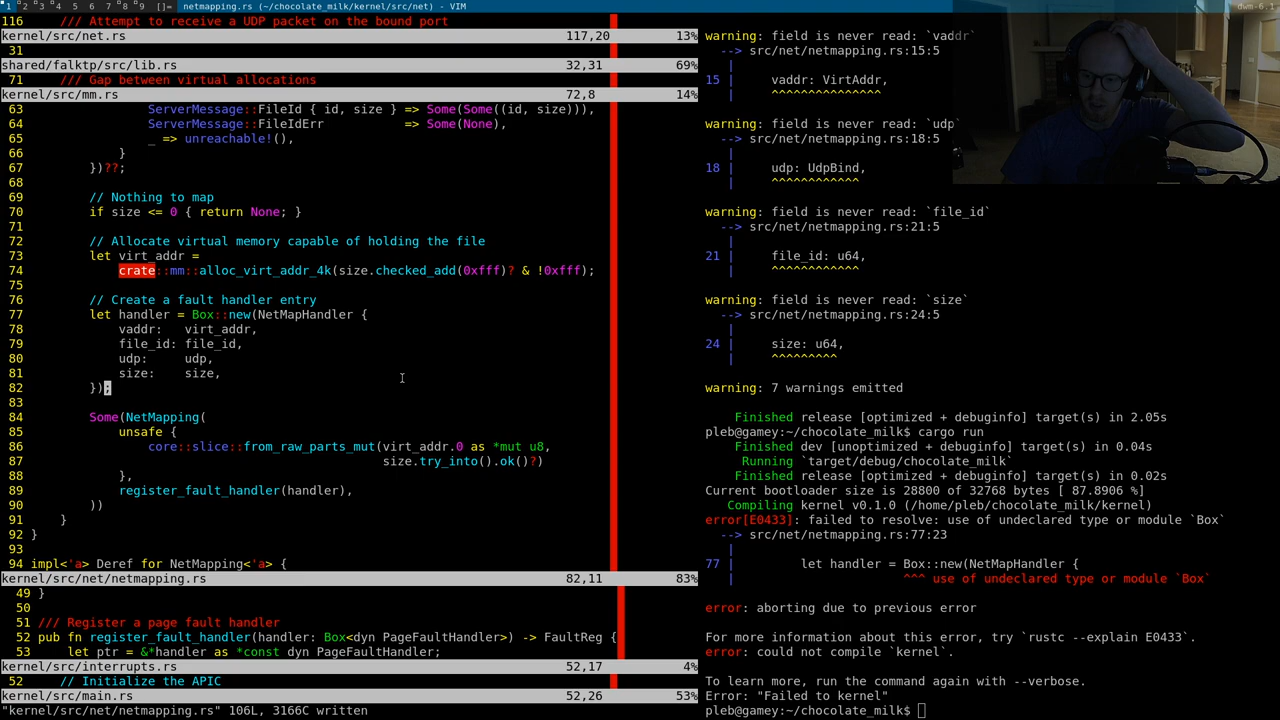 1 2 3 4 5 6 7 8 9 []= netmapping.rs (~/chocolate_milk/kernel/src/net) - VIM
dwm-6.1
116     /// Attempt to receive a UDP packet on the bound port
kernel/src/net.rs 117,20 13%
31
shared/falktp/src/lib.rs 32,31 69%
71     /// Gap between virtual allocations
kernel/src/mm.rs 72,8 14%
63                 ServerMessage::FileId { id, size } => Some(Some((id, size))),
64                 ServerMessage::FileIdErr           => Some(None),
65                 _ => unreachable!(),
66             }
67         })??;
68
69         // Nothing to map
70         if size <= 0 { return None; }
71
72         // Allocate virtual memory capable of holding the file
73         let virt_addr =
74             crate::mm::alloc_virt_addr_4k(size.checked_add(0xfff)? & !0xfff);
75
76         // Create a fault handler entry
77         let handler = Box::new(NetMapHandler {
78             vaddr:   virt_addr,
79             file_id: file_id,
80             udp:     udp,
81             size:    size,
82         });
83
84         Some(NetMapping(
85             unsafe {
86                 core::slice::from_raw_parts_mut(virt_addr.0 as *mut u8,
87                                                 size.try_into().ok()?)
88             },
89             register_fault_handler(handler),
90         ))
91     }
92 }
93
94 impl<'a> Deref for NetMapping<'a> {
kernel/src/net/netmapping.rs 82,11 83%
49 }
50
51 /// Register a page fault handler
52 pub fn register_fault_handler(handler: Box<dyn PageFaultHandler>) -> FaultReg {
53     let ptr = &*handler as *const dyn PageFaultHandler;
kernel/src/interrupts.rs 52,17 4%
52     // Initialize the APIC
kernel/src/main.rs 52,26 53%
"kernel/src/net/netmapping.rs" 106L, 3166C written
warning: field is never read: `vaddr`
  --> src/net/netmapping.rs:15:5
   |
15 |     vaddr: VirtAddr,
   |     ^^^^^^^^^^^^^^^
warning: field is never read: `udp`
  --> src/net/netmapping.rs:18:5
   |
18 |     udp: UdpBind,
   |     ^^^^^^^^^^^^
warning: field is never read: `file_id`
  --> src/net/netmapping.rs:21:5
   |
21 |     file_id: u64,
   |     ^^^^^^^^^^^^
warning: field is never read: `size`
  --> src/net/netmapping.rs:24:5
   |
24 |     size: u64,
   |     ^^^^^^^^^
warning: 7 warnings emitted
    Finished release [optimized + debuginfo] target(s) in 2.05s
pleb@gamey:~/chocolate_milk$ cargo run
    Finished dev [unoptimized + debuginfo] target(s) in 0.04s
     Running `target/debug/chocolate_milk`
    Finished release [optimized + debuginfo] target(s) in 0.02s
Current bootloader size is 28800 of 32768 bytes [ 87.8906 %]
   Compiling kernel v0.1.0 (/home/pleb/chocolate_milk/kernel)
error[E0433]: failed to resolve: use of undeclared type or module `Box`
  --> src/net/netmapping.rs:77:23
   |
77 |         let handler = Box::new(NetMapHandler {
   |                       ^^^ use of undeclared type or module `Box`
error: aborting due to previous error
For more information about this error, try `rustc --explain E0433`.
error: could not compile `kernel`.
To learn more, run the command again with --verbose.
Error: "Failed to kernel"
pleb@gamey:~/chocolate_milk$